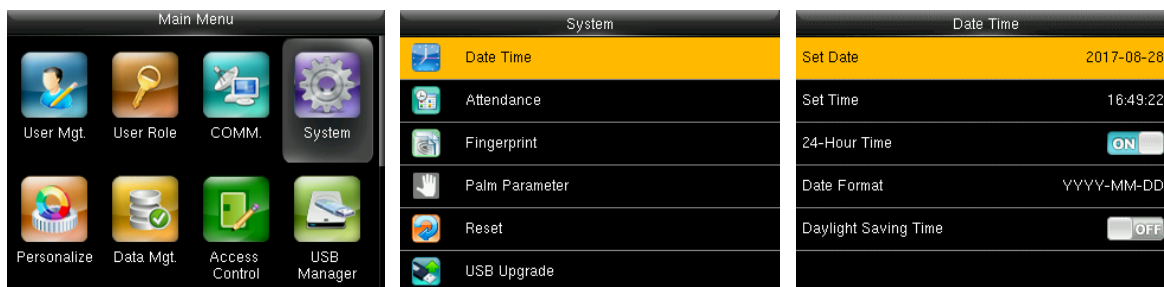 Main Menu
User Mgt.
User Role
COMM.
System
Personalize
Data Mgt.
Access
Control
USB
Manager
System
Date Time
Attendance
Fingerprint
Palm Parameter
Reset
USB Upgrade
Date Time
Set Date 2017-08-28
Set Time 16:49:22
24-Hour Time ON
Date Format YYYY-MM-DD
Daylight Saving Time OFF